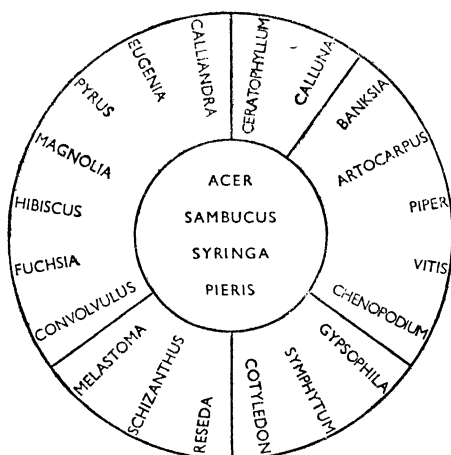 CALLIANDRA
CERATOPHYLLUM
CALLUNA
BANKSIA
ARTOCARPUS
PIPER
VITIS
CHENOPODIUM
GYPSOPHILA
SYMPHYTUM
COTYLEDON
RESEDA
SCHIZANTHUS
MELASTOMA
CONVOLVULUS
FUCHSIA
HIBISCUS
MAGNOLIA
PYRUS
EUGENIA
ACER
SAMBUCUS
SYRINGA
PIERIS